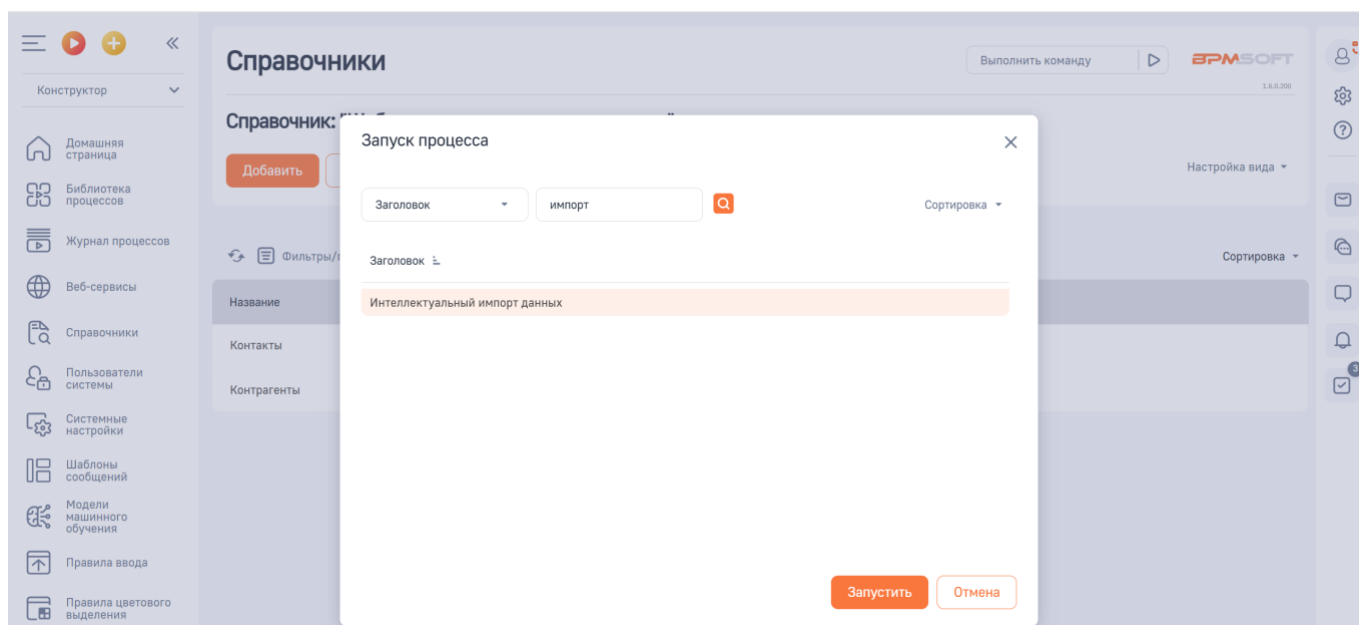 Конструктор
Домашняя
страница
Библиотека
процессов
Журнал процессов
Веб-сервисы
Справочники
Пользователи
системы
Системные
настройки
Шаблоны
сообщений
Модели
машинного
обучения
Правила ввода
Правила цветового
выделения
Справочники
Выполнить команду
BPMSOFT
1.6.0.200
Справочник:
Добавить
Настройка вида
Фильтры/
Сортировка
Название
Контакты
Контрагенты
Запуск процесса
Заголовок
импорт
Сортировка
Заголовок
Интеллектуальный импорт данных
Запустить
Отмена
3